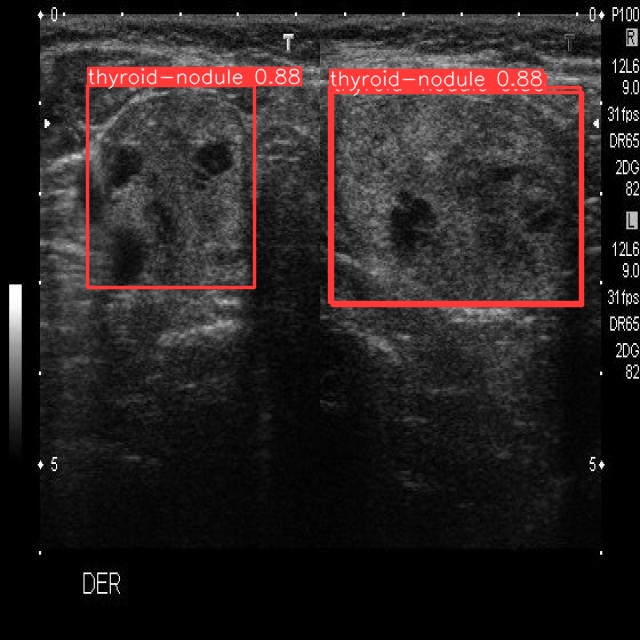 0
0
P100
R
T
T
12L6
9.0
thyroid-nodule 0.88
thyroid-nodule 0.88
31fps
DR65
2DG
82
L
12L6
9.0
31fps
DR65
2DG
82
5
5
DER